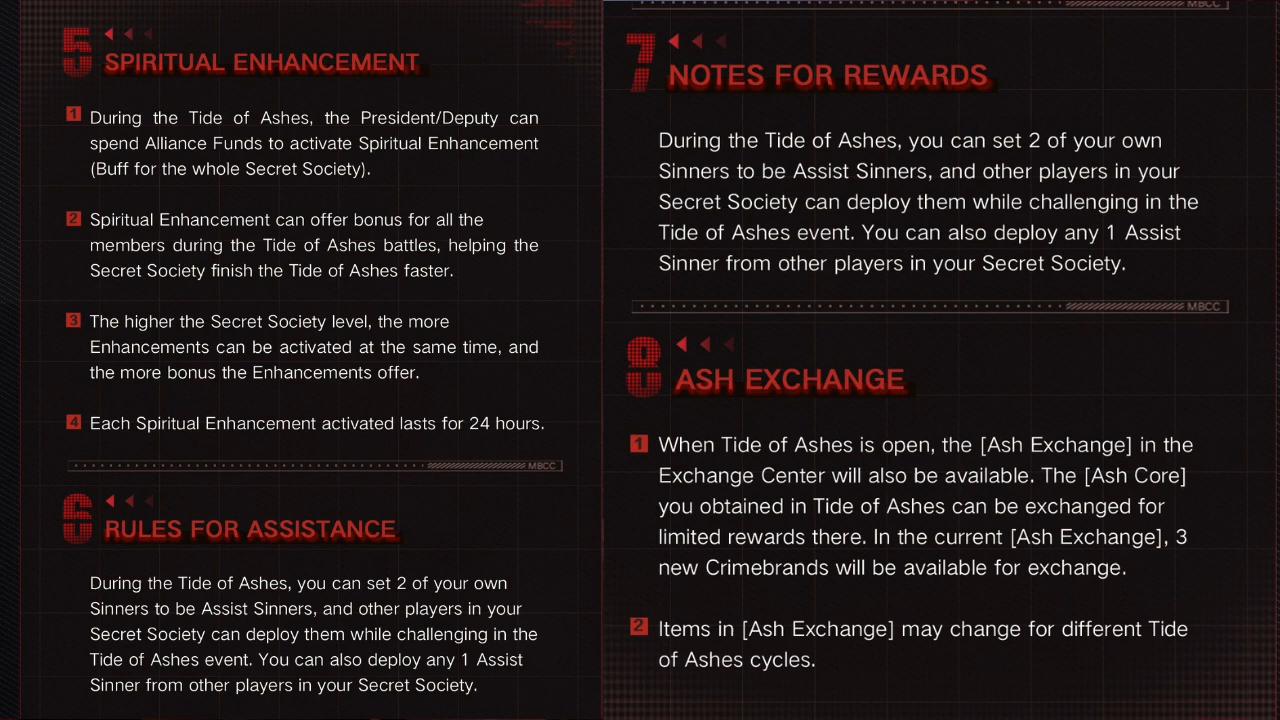 5
SPIRITUAL ENHANCEMENT
1 During the Tide of Ashes, the President/Deputy can
spend Alliance Funds to activate Spiritual Enhancement
(Buff for the whole Secret Society).
2 Spiritual Enhancement can offer bonus for all the
members during the Tide of Ashes battles, helping the
Secret Society finish the Tide of Ashes faster.
3 The higher the Secret Society level, the more
Enhancements can be activated at the same time, and
the more bonus the Enhancements offer.
4 Each Spiritual Enhancement activated lasts for 24 hours.
MBCC
6
RULES FOR ASSISTANCE
During the Tide of Ashes, you can set 2 of your own
Sinners to be Assist Sinners, and other players in your
Secret Society can deploy them while challenging in the
Tide of Ashes event. You can also deploy any 1 Assist
Sinner from other players in your Secret Society.
MBCC
7
NOTES FOR REWARDS
During the Tide of Ashes, you can set 2 of your own
Sinners to be Assist Sinners, and other players in your
Secret Society can deploy them while challenging in the
Tide of Ashes event. You can also deploy any 1 Assist
Sinner from other players in your Secret Society.
MBCC
8
ASH EXCHANGE
1 When Tide of Ashes is open, the [Ash Exchange] in the
Exchange Center will also be available. The [Ash Core]
you obtained in Tide of Ashes can be exchanged for
limited rewards there. In the current [Ash Exchange], 3
new Crimebrands will be available for exchange.
2 Items in [Ash Exchange] may change for different Tide
of Ashes cycles.